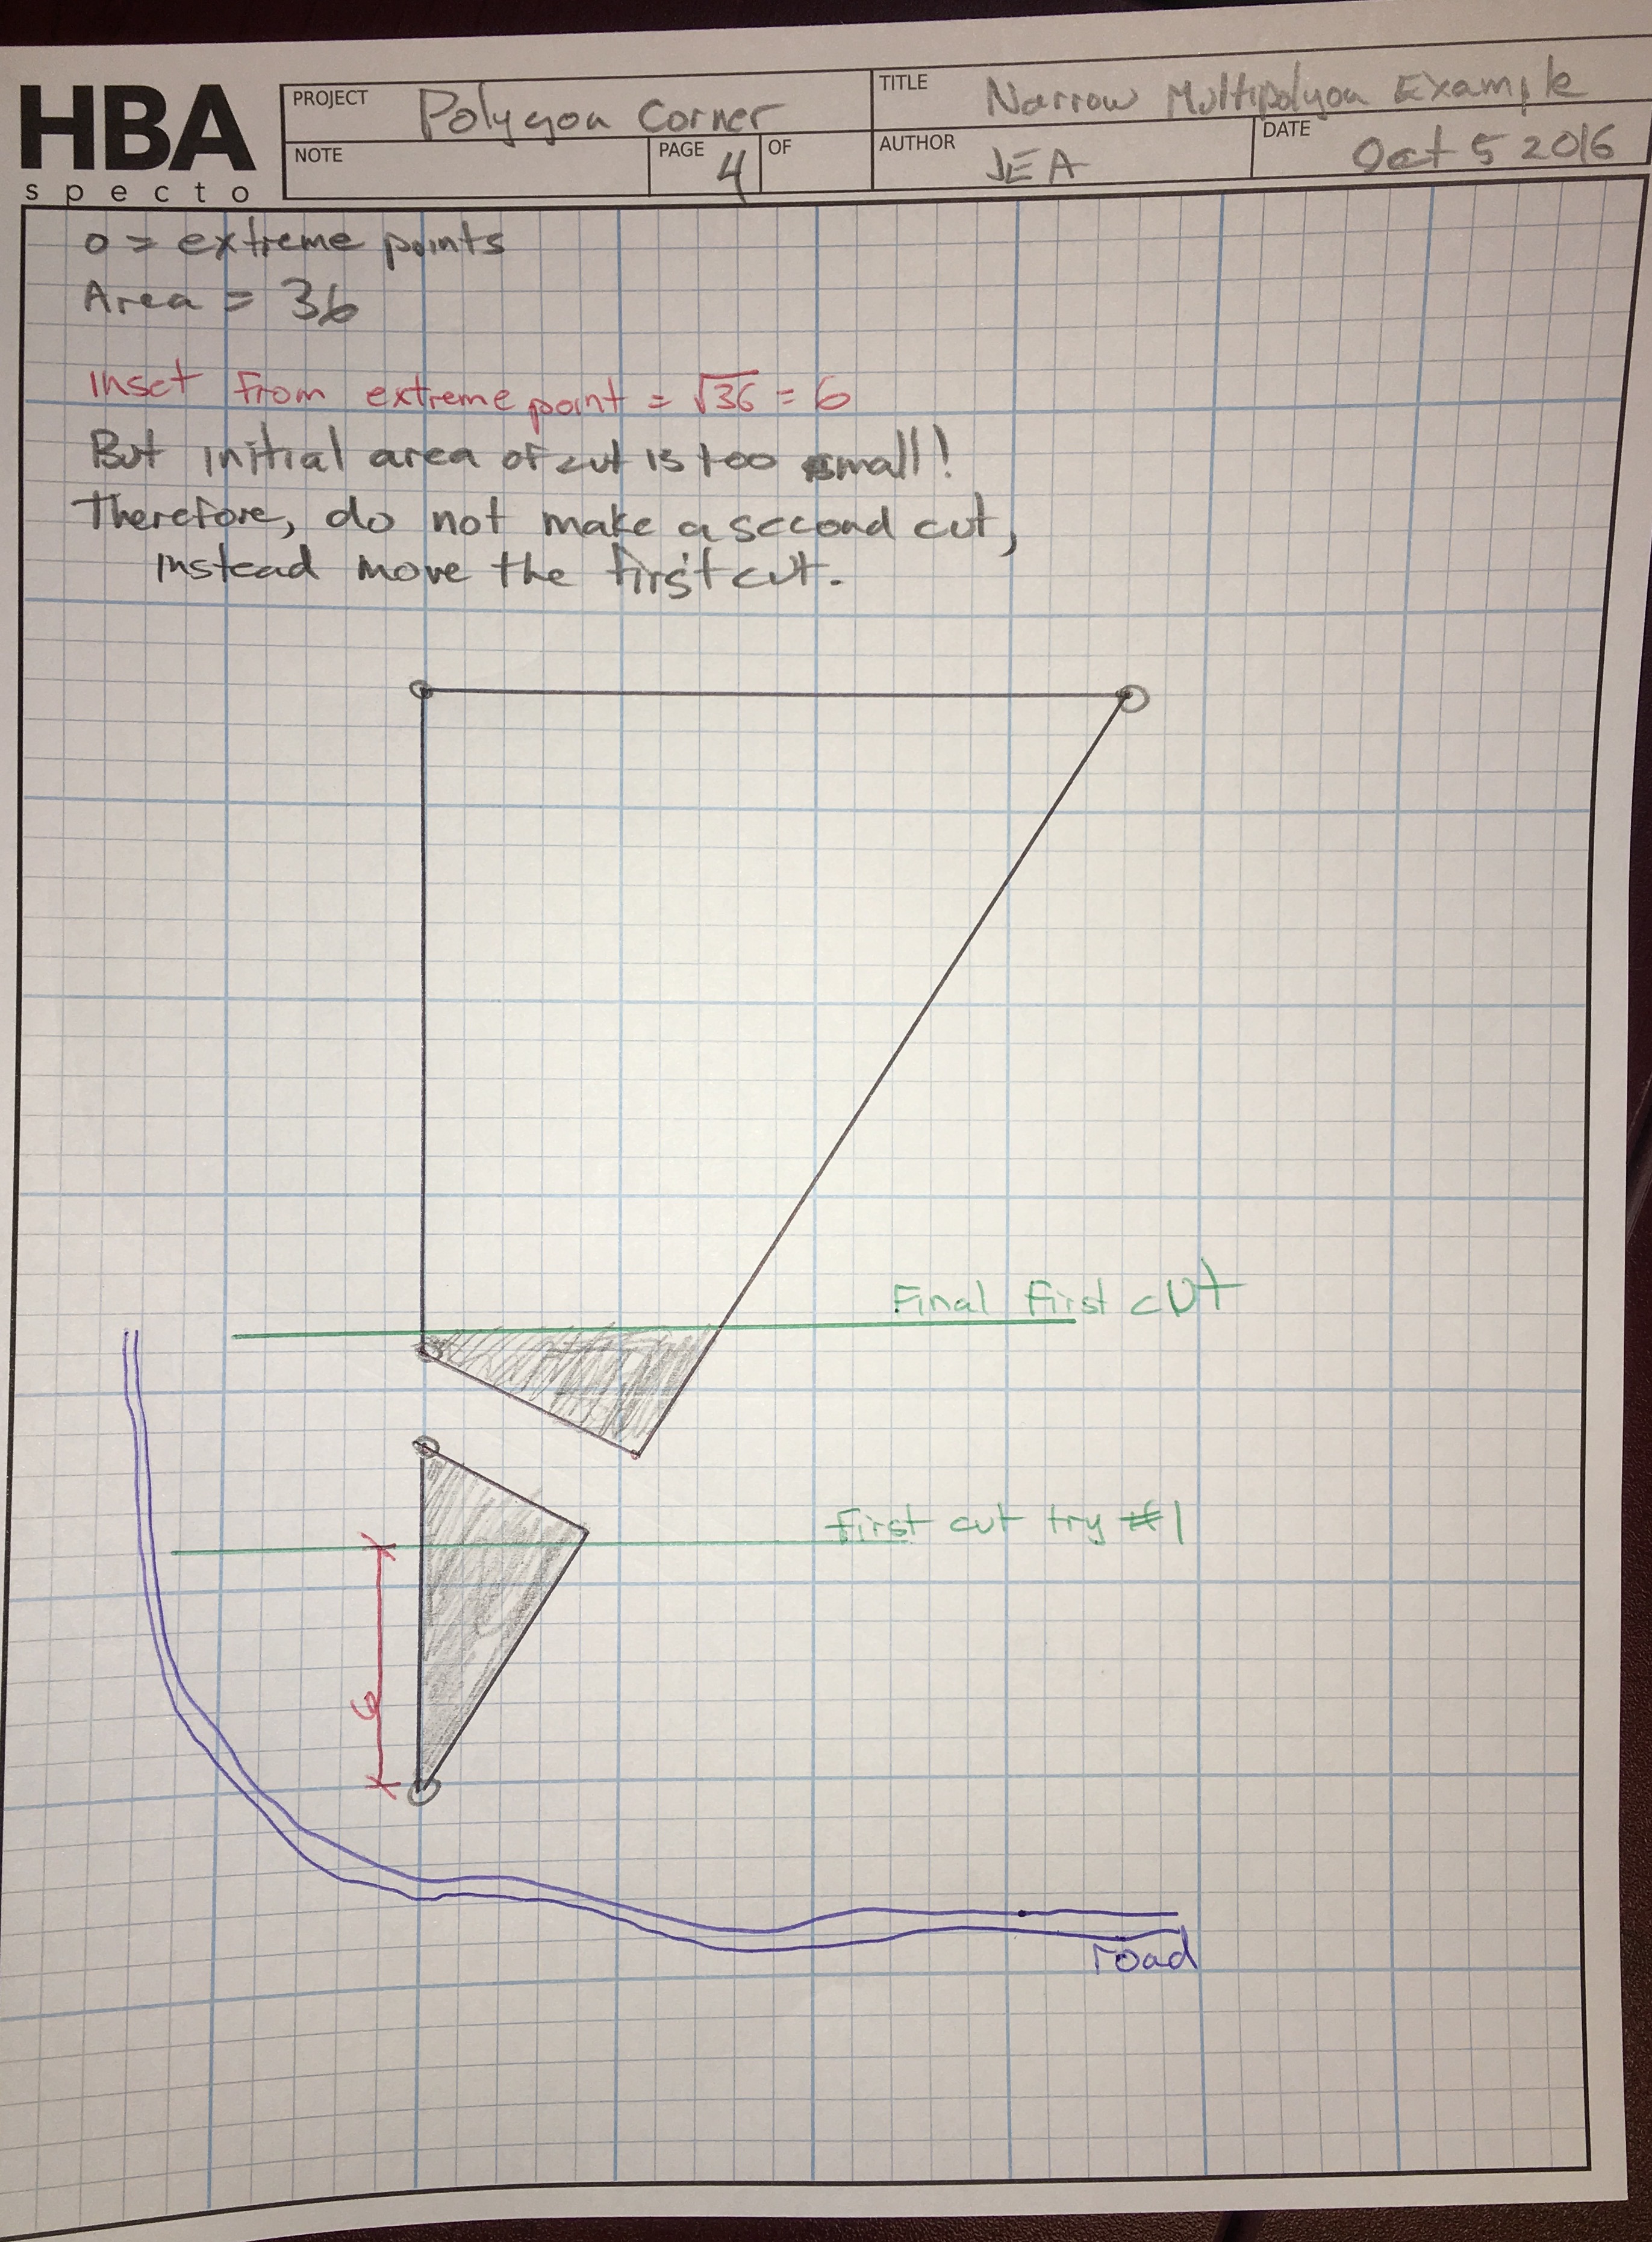 HBA
specto
PROJECT Polygon Corner
TITLE Narrow Multipolygon Example
NOTE
PAGE 4 OF
AUTHOR JEA
DATE Oct 5 2016
o = extreme points
Area = 36
Inset from extreme point = √36 = 6
But initial area of cut is too small!
Therefore, do not make a second cut,
instead move the first cut.
Final first cut
first cut try #1
6
road